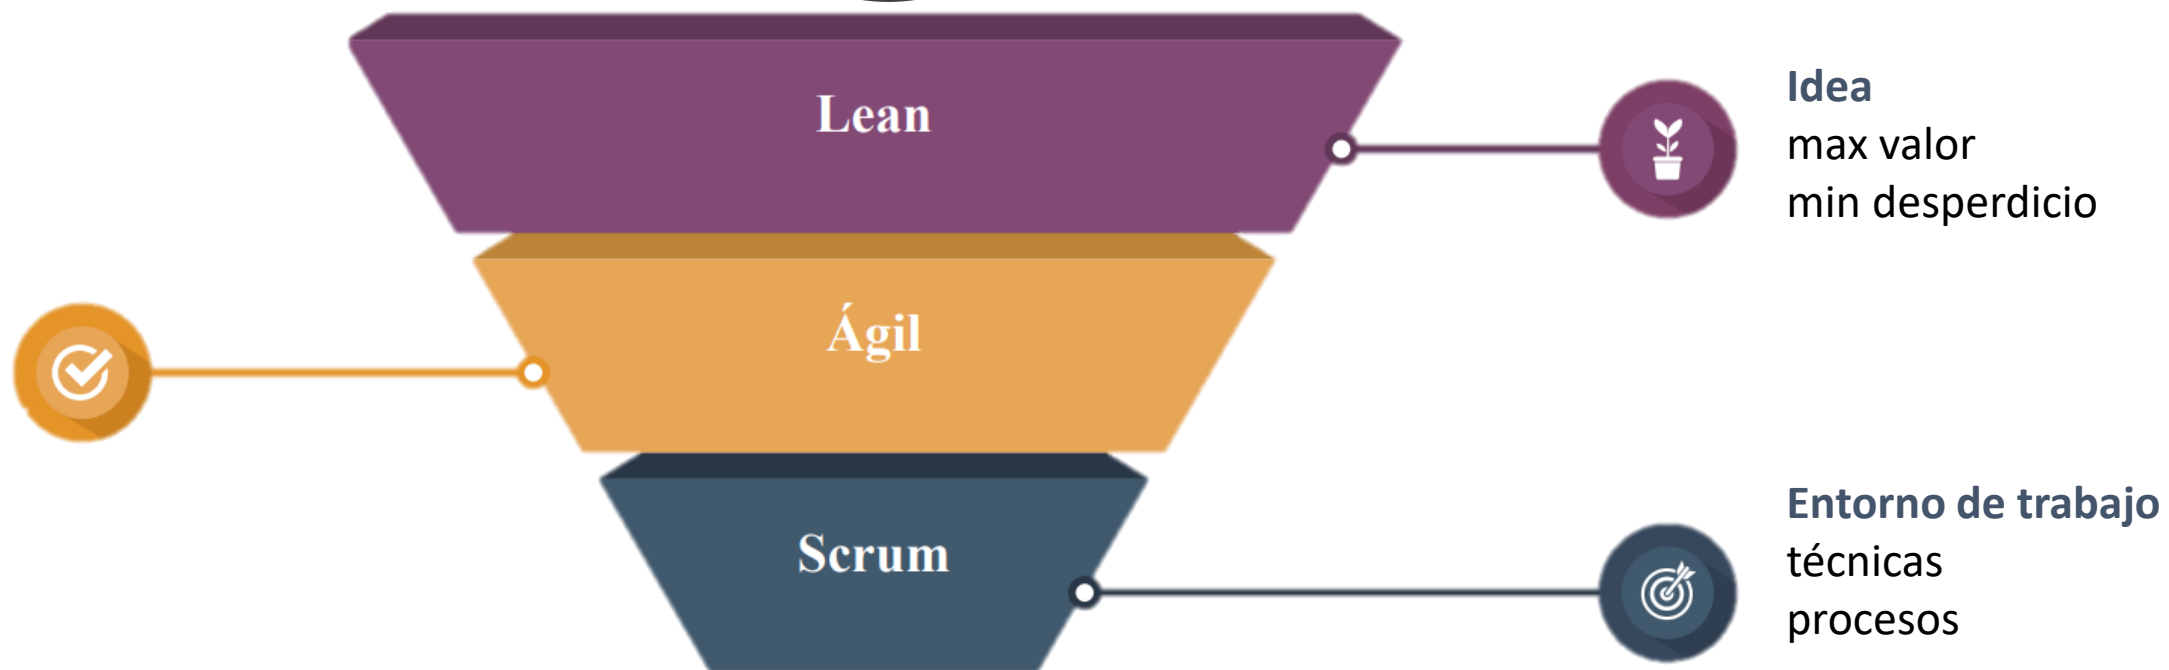 Lean
Idea
max valor
min desperdicio
Ágil
Scrum
Entorno de trabajo
técnicas
procesos